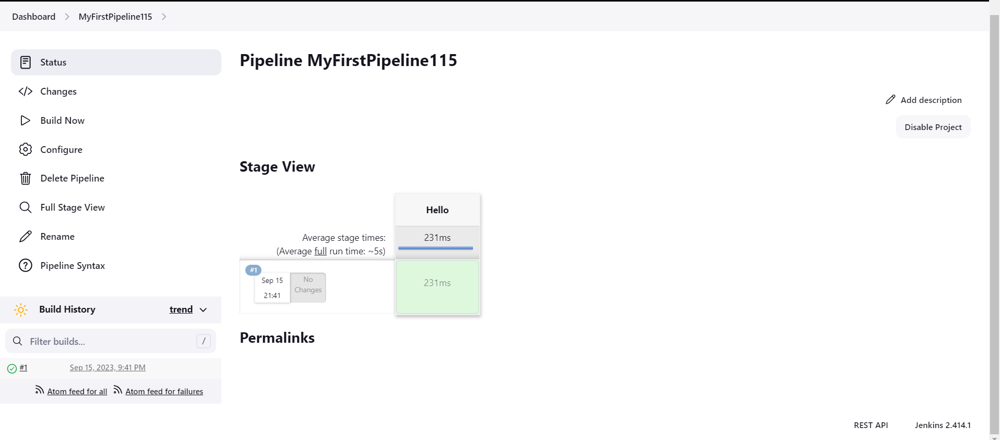 Dashboard
MyFirstPipeline115
Status
Changes
Build Now
Configure
Delete Pipeline
Full Stage View
Rename
Pipeline Syntax
Build History
trend
Filter builds...
/
#1
Sep 15, 2023, 9:41 PM
Atom feed for all
Atom feed for failures
Pipeline MyFirstPipeline115
Add description
Disable Project
Stage View
Hello
Average stage times:
231ms
(Average full run time: ~5s)
#1
Sep 15
21:41
No
Changes
231ms
Permalinks
REST API
Jenkins 2.414.1